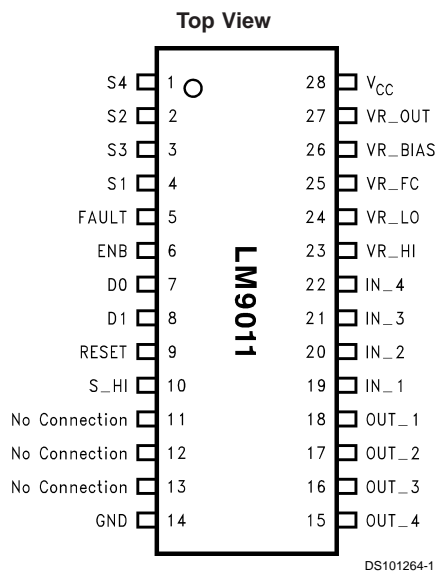 Top View
S4 1 28 VCC
S2 2 27 VR_OUT
S3 3 26 VR_BIAS
S1 4 25 VR_FC
FAULT 5 24 VR_LO
ENB 6 23 VR_HI
D0 7 22 IN_4
D1 8 21 IN_3
RESET 9 20 IN_2
S_HI 10 19 IN_1
No Connection 11 18 OUT_1
No Connection 12 17 OUT_2
No Connection 13 16 OUT_3
GND 14 15 OUT_4
LM9011
DS101264-1